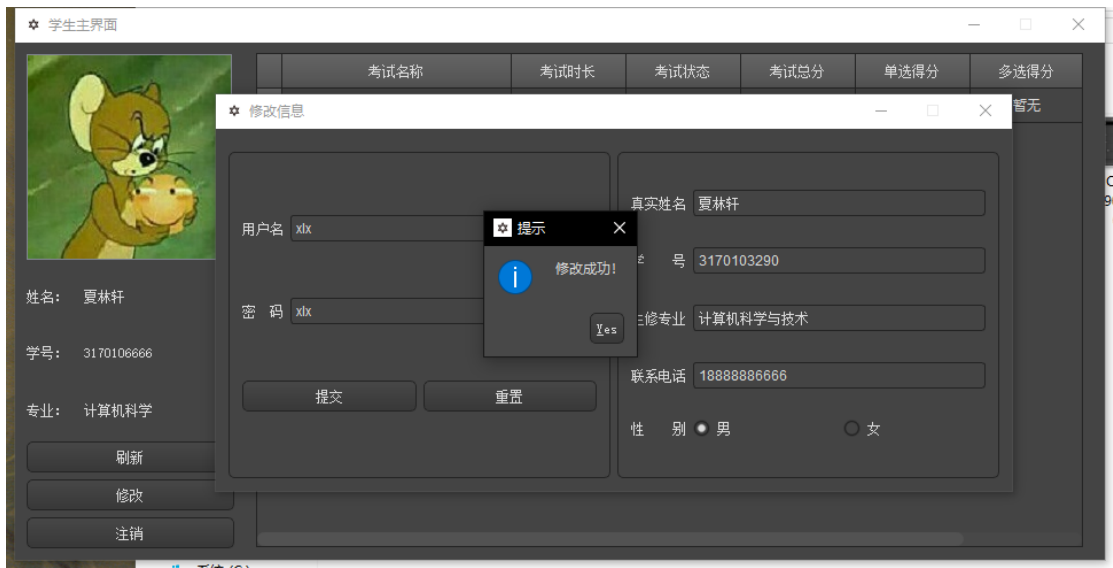 学生主界面
考试名称 考试时长 考试状态 考试总分 单选得分 多选得分
暂无
修改信息
用户名 xlx
密 码 xlx
提交 重置
真实姓名 夏林轩
号 3170103290
主修专业 计算机科学与技术
联系电话 18888886666
性 别 男 女
提示
修改成功!
Yes
姓名: 夏林轩
学号: 3170106666
专业: 计算机科学
刷新
修改
注销